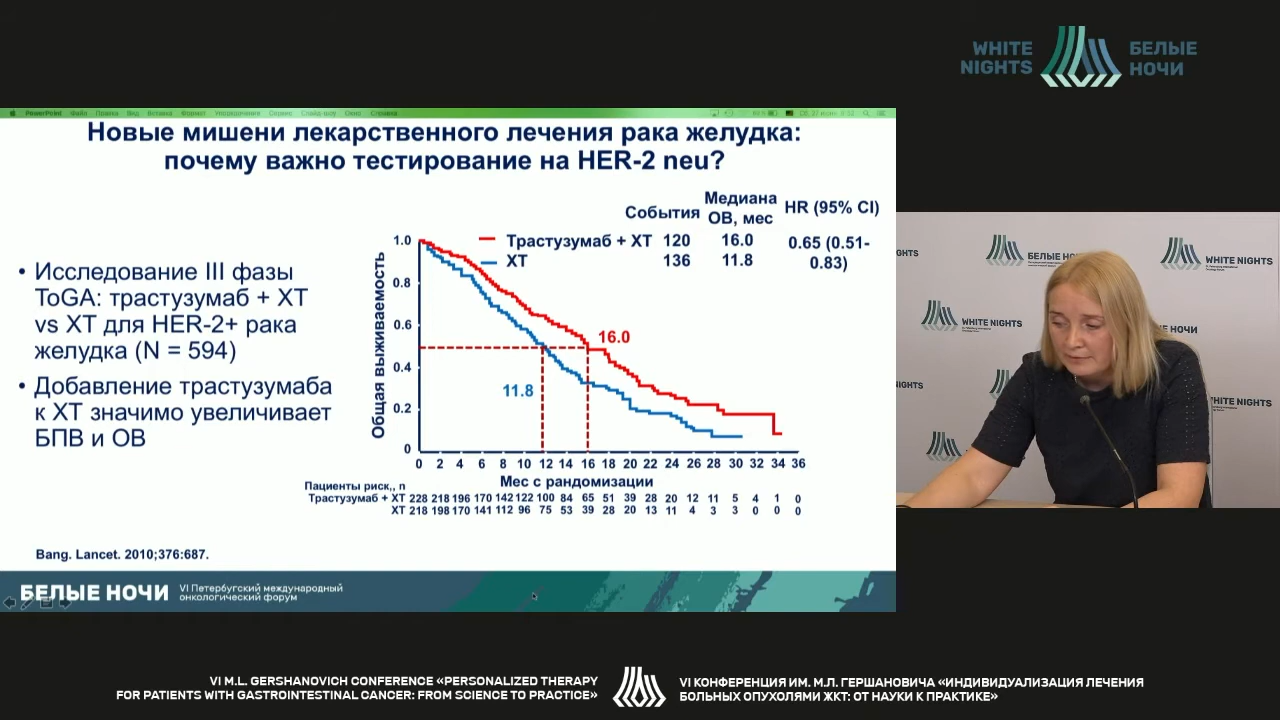 WHITE
NIGHTS
БЕЛЫЕ
НОЧИ
Новые мишени лекарственного лечения рака желудка:
почему важно тестирование на HER-2 neu?
• Исследование III фазы
ToGA: трастузумаб + ХТ
vs ХТ для HER-2+ рака
желудка (N = 594)
• Добавление трастузумаба
к ХТ значимо увеличивает
БПВ и ОВ
События
Медиана
ОВ, мес
HR (95% CI)
Трастузумаб + ХТ 120 16.0 0.65 (0.51-
0.83)
ХТ 136 11.8
Общая выживаемость
1.0
0.8
0.6
0.4
0.2
0
16.0
11.8
0 2 4 6 8 10 12 14 16 18 20 22 24 26 28 30 32 34 36
Мес с рандомизации
Пациенты риск,, n
Трастузумаб + ХТ 228 218 196 170 142 122 100 84 65 51 39 28 20 12 11 5 4 1 0
ХТ 218 198 170 141 112 96 75 53 39 28 20 13 11 4 3 3 0 0 0
Bang. Lancet. 2010;376:687.
БЕЛЫЕ НОЧИ
VI Петербургский международный
онкологический форум
WHITE NIGHTS
WHITE NIGHTS
VI M.L. GERSHANOVICH CONFERENCE «PERSONALIZED THERAPY
FOR PATIENTS WITH GASTROINTESTINAL CANCER: FROM SCIENCE TO PRACTICE»
VI КОНФЕРЕНЦИЯ ИМ. М.Л. ГЕРШАНОВИЧА «ИНДИВИДУАЛИЗАЦИЯ ЛЕЧЕНИЯ
БОЛЬНЫХ ОПУХОЛЯМИ ЖКТ: ОТ НАУКИ К ПРАКТИКЕ»